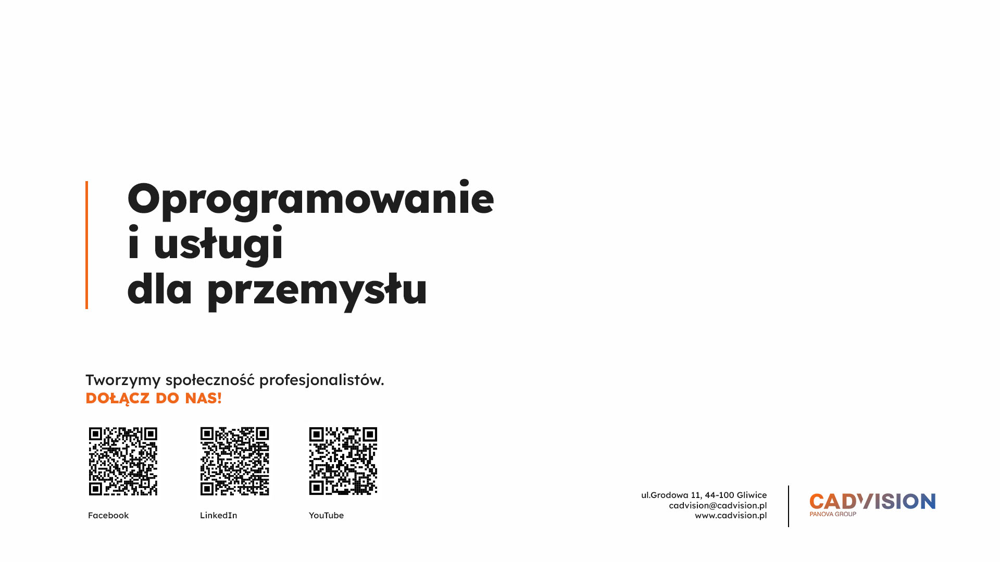 Oprogramowanie
i usługi
dla przemysłu
Tworzymy społeczność profesjonalistów.
DOŁĄCZ DO NAS!
Facebook
LinkedIn
YouTube
ul.Grodowa 11, 44-100 Gliwice
cadvision@cadvision.pl
www.cadvision.pl
CADVISION
PANOVA GROUP